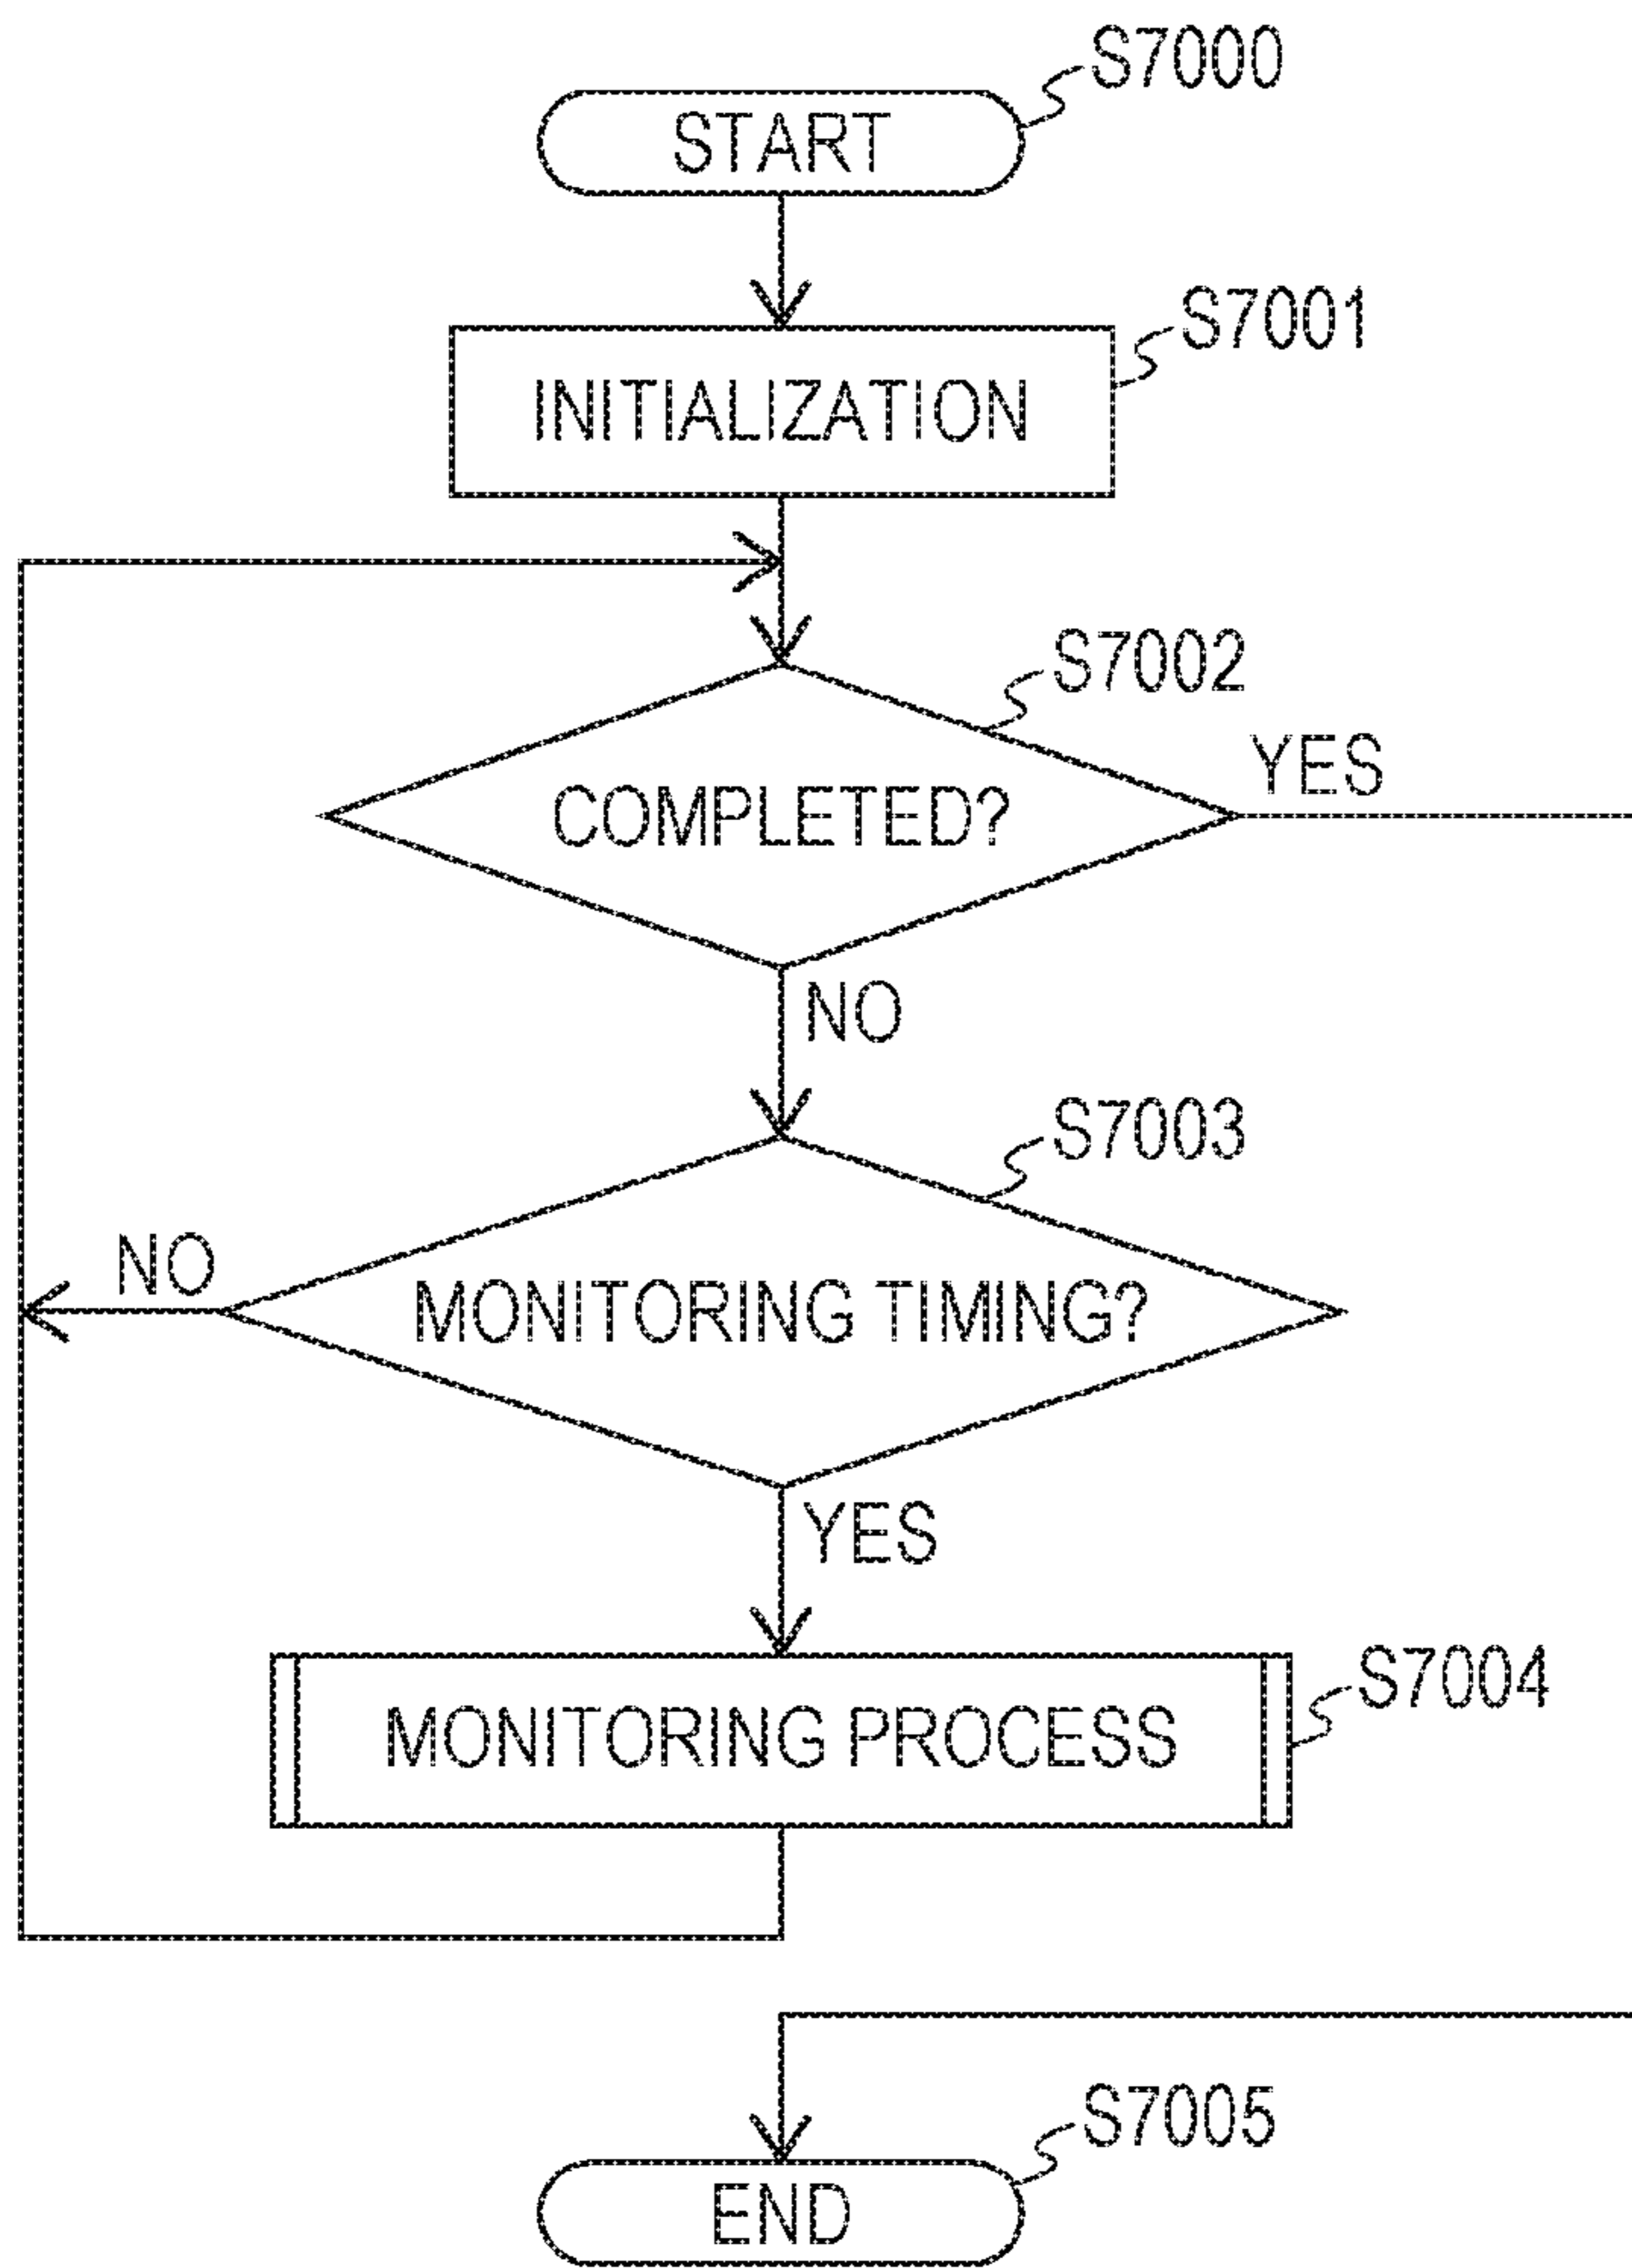 S7000
START
S7001
INITIALIZATION
S7002
YES
COMPLETED?
NO
S7003
NO
MONITORING TIMING?
YES
S7004
MONITORING PROCESS
S7005
END